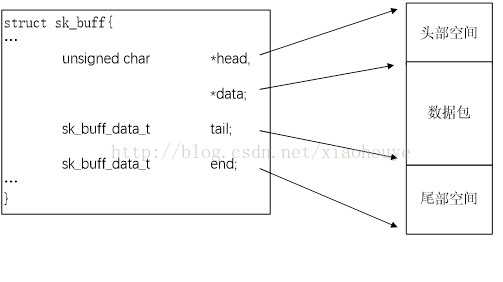 struct sk_buff{
...
unsigned char *head,
*data;
sk_buff_data_t tail;
sk_buff_data_t end;
...
}
头部空间
数据包
尾部空间
http://blog.csdn.net/xiaohouye